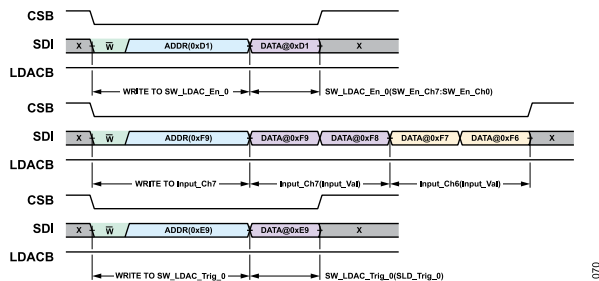 CSB
SDI X W ADDR(0xD1) DATA@0xD1 X
LDACB
WRITE TO SW_LDAC_En_0 SW_LDAC_En_0(SW_En_Ch7:SW_En_Ch0)
CSB
SDI X W ADDR(0xF9) DATA@0xF9 DATA@0xF8 DATA@0xF7 DATA@0xF6 X
LDACB
WRITE TO Input_Ch7 Input_Ch7(Input_Val) Input_Ch6(Input_Val)
CSB
SDI X W ADDR(0xE9) DATA@0xE9 X
LDACB
WRITE TO SW_LDAC_Trig_0 SW_LDAC_Trig_0(SLD_Trig_0)
070